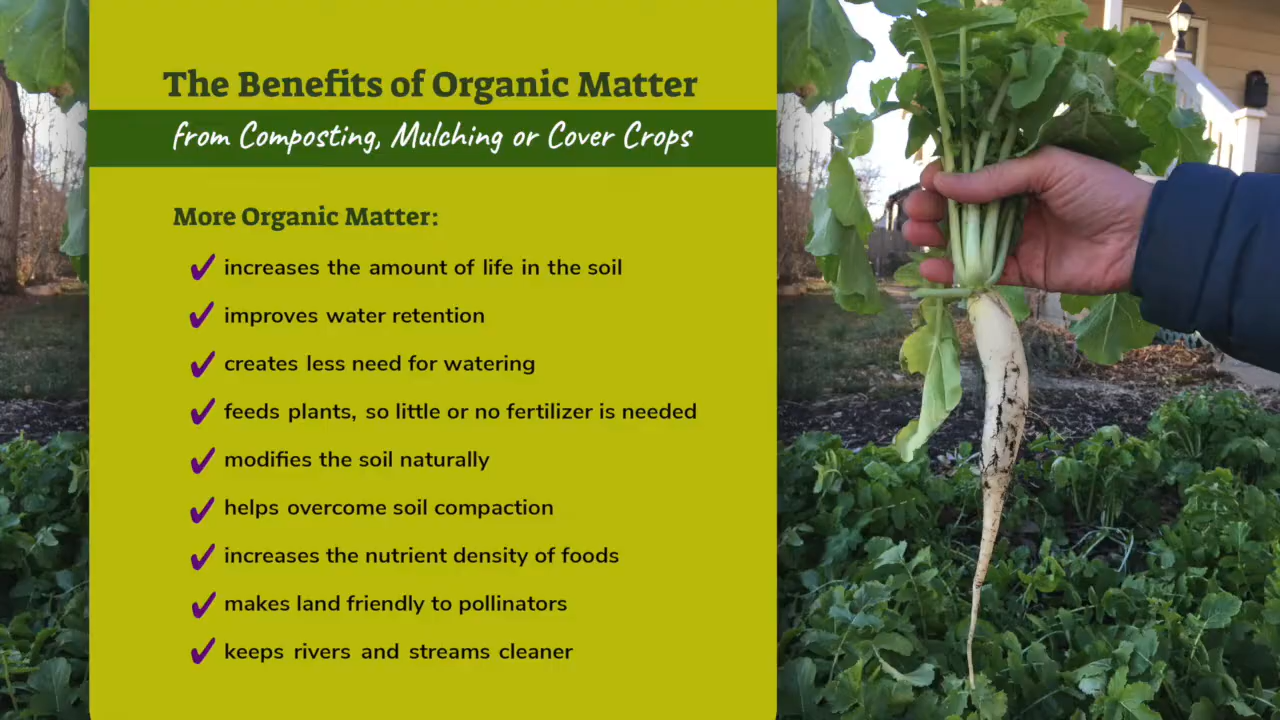 The Benefits of Organic Matter
from Composting, Mulching or Cover Crops
More Organic Matter:
✓ increases the amount of life in the soil
✓ improves water retention
✓ creates less need for watering
✓ feeds plants, so little or no fertilizer is needed
✓ modifies the soil naturally
✓ helps overcome soil compaction
✓ increases the nutrient density of foods
✓ makes land friendly to pollinators
✓ keeps rivers and streams cleaner